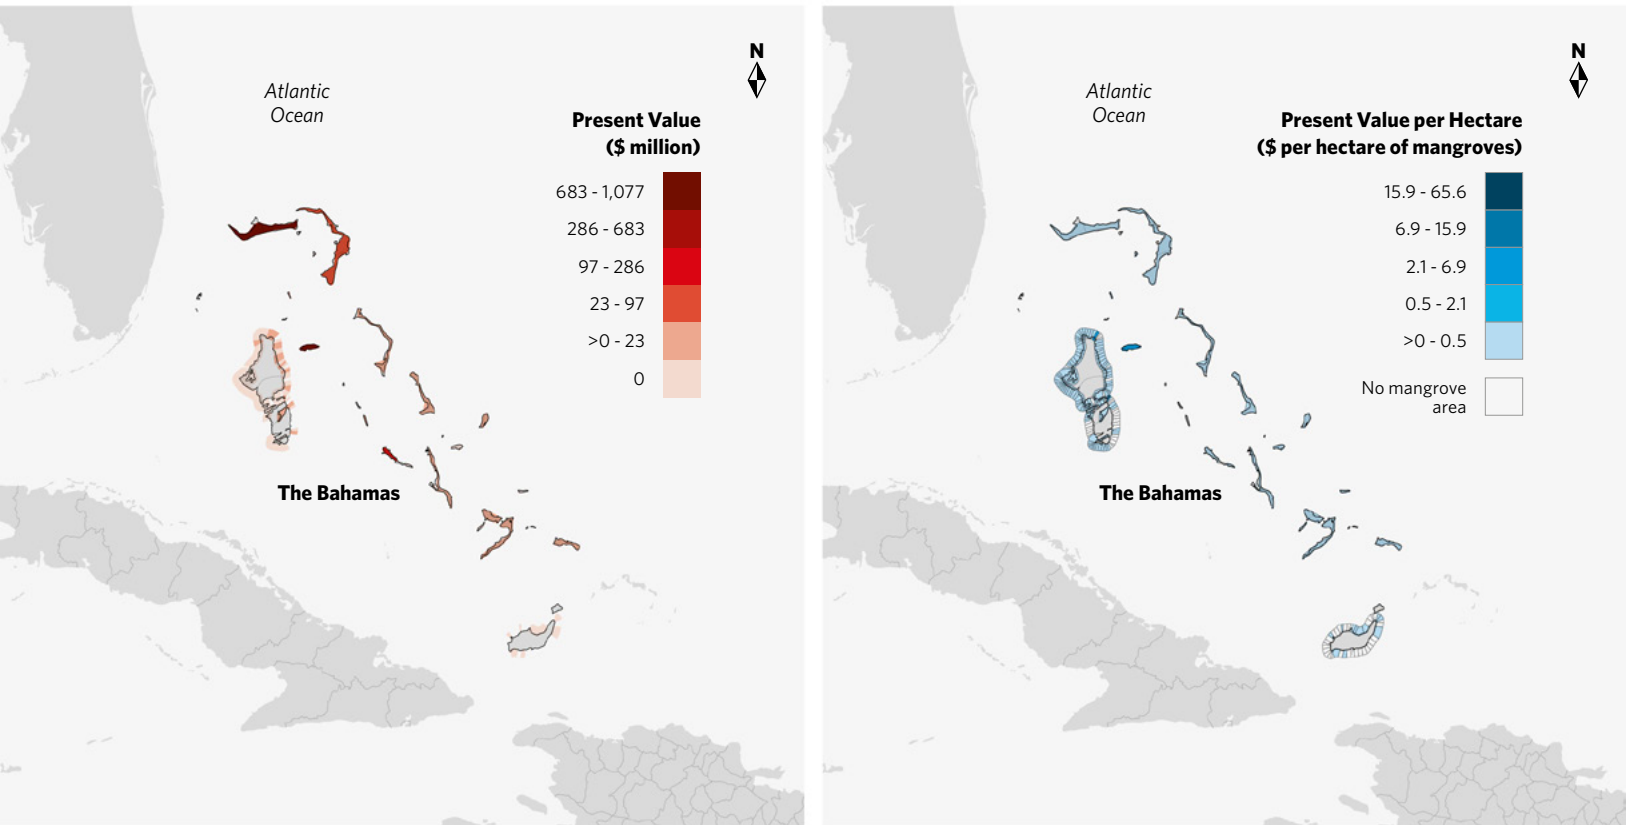 N
Atlantic
Ocean
Present Value
($ million)
683 - 1,077
286 - 683
97 - 286
23 - 97
>0 - 23
0
The Bahamas
N
Atlantic
Ocean
Present Value per Hectare
($ per hectare of mangroves)
15.9 - 65.6
6.9 - 15.9
2.1 - 6.9
0.5 - 2.1
>0 - 0.5
No mangrove
area
The Bahamas